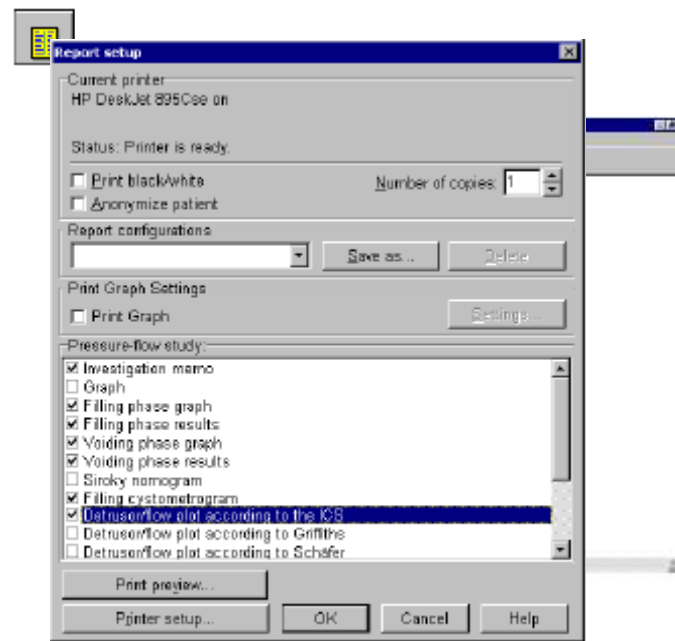 Report setup
Current printer
HP DeskJet 895Cse on
Status: Printer is ready.
Print black/white
Number of copies: 1
Anonymize patient
Report configurations
Save as...
Delete
Print Graph Settings
Print Graph
Settings...
Pressure-flow study:
Investigation memo
Graph
Filling phase graph
Filling phase results
Voiding phase graph
Voiding phase results
Siroky nomogram
Filling cystometrogram
Detrusor/flow plot according to the ICS
Detrusor/flow plot according to Griffiths
Detrusor/flow plot according to Schäfer
Print preview...
Printer setup...
OK
Cancel
Help